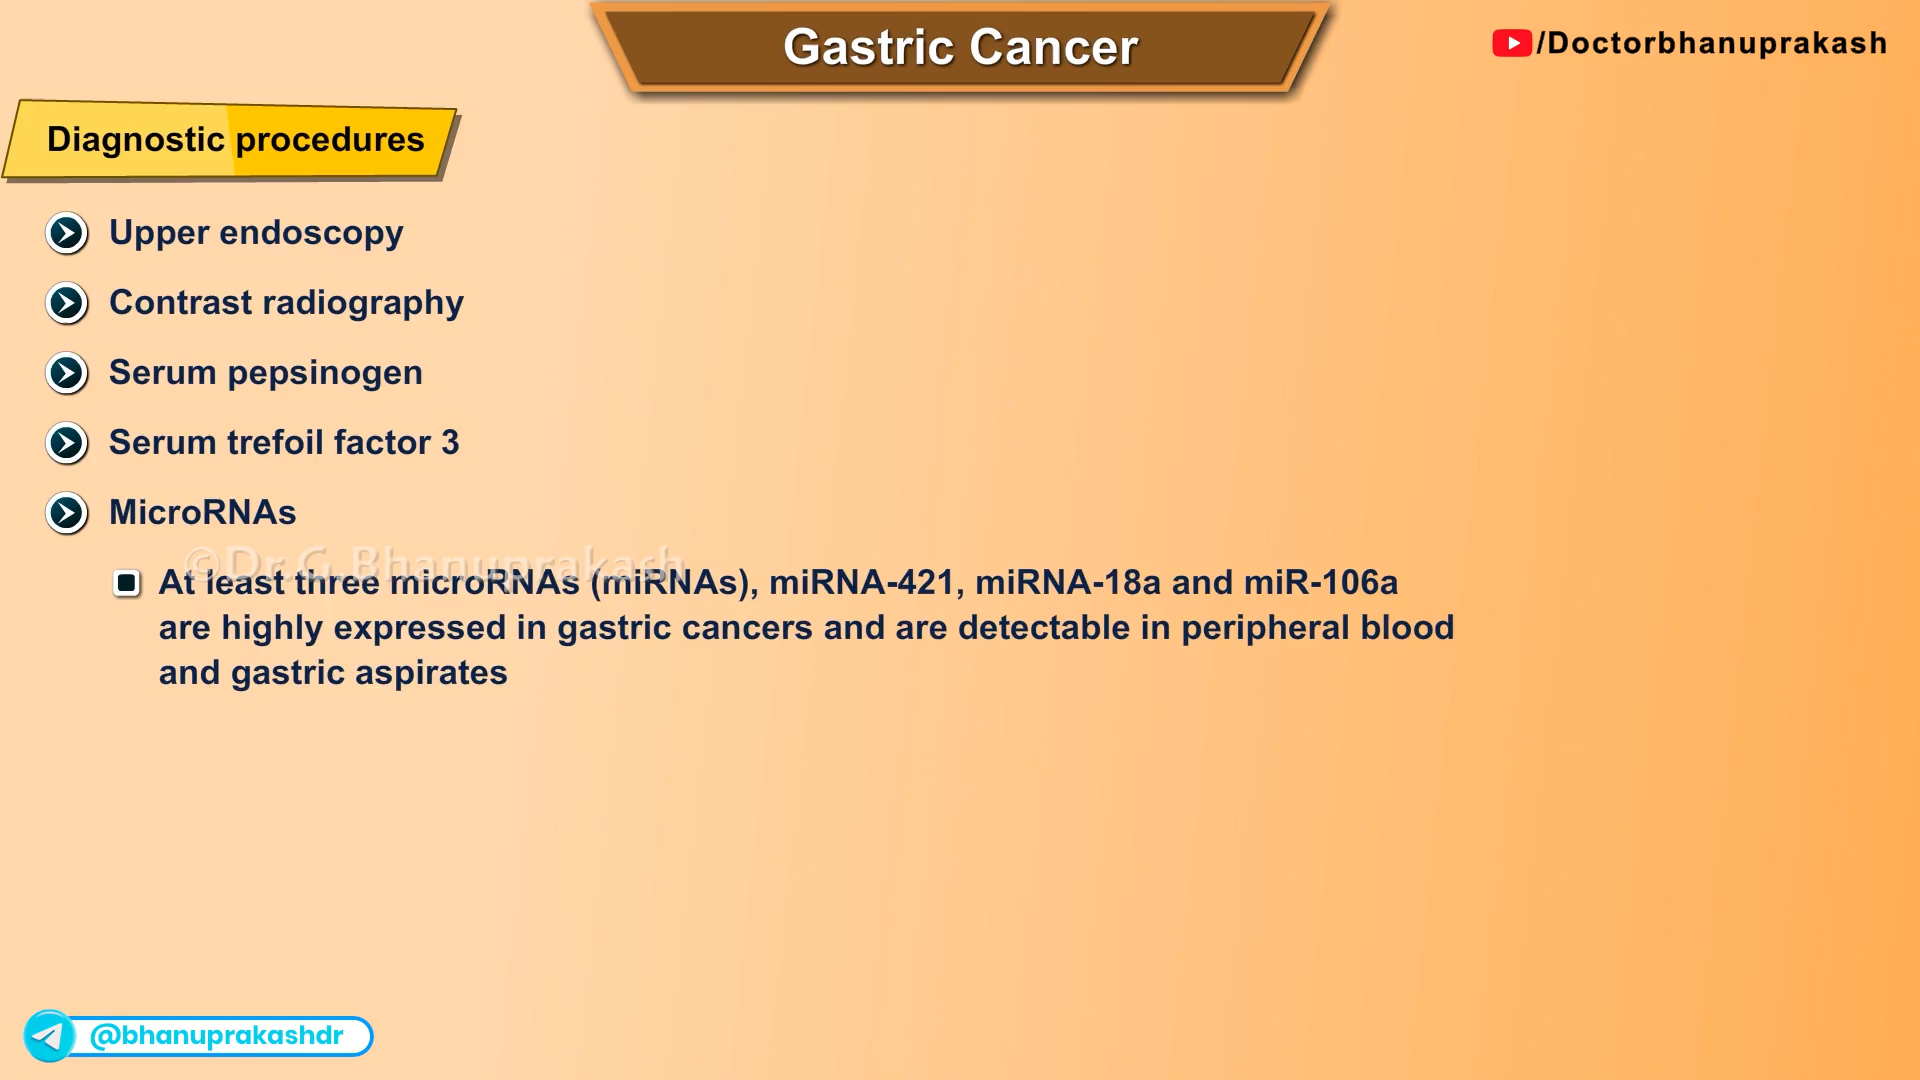 Gastric Cancer
/Doctorbhanuprakash
Diagnostic procedures
Upper endoscopy
Contrast radiography
Serum pepsinogen
Serum trefoil factor 3
MicroRNAs
©Dr.G.Bhanuprakash
At least three microRNAs (miRNAs), miRNA-421, miRNA-18a and miR-106a
are highly expressed in gastric cancers and are detectable in peripheral blood
and gastric aspirates
@bhanuprakashdr